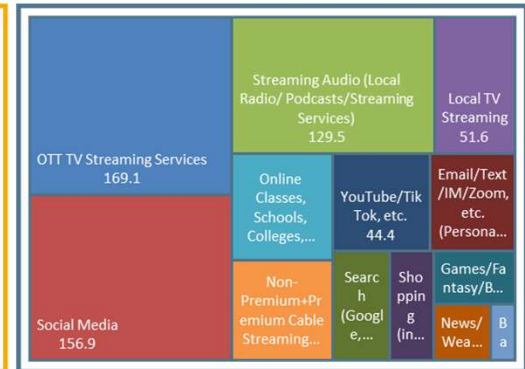 OTT TV Streaming Services
169.1
Social Media
156.9
Streaming Audio (Local
Radio/ Podcasts/Streaming
Services)
129.5
Local TV
Streaming
51.6
Online
Classes,
Schools,
Colleges,...
YouTube/Tik
Tok, etc.
44.4
Email/Text
/IM/Zoom,
etc.
(Persona...
Non-
Premium+Pr
emium Cable
Streaming...
Searc
h
(Googl
e,...
Sho
ppin
g
(in...
Games/Fa
ntasy/B...
News/
Wea...
B
a